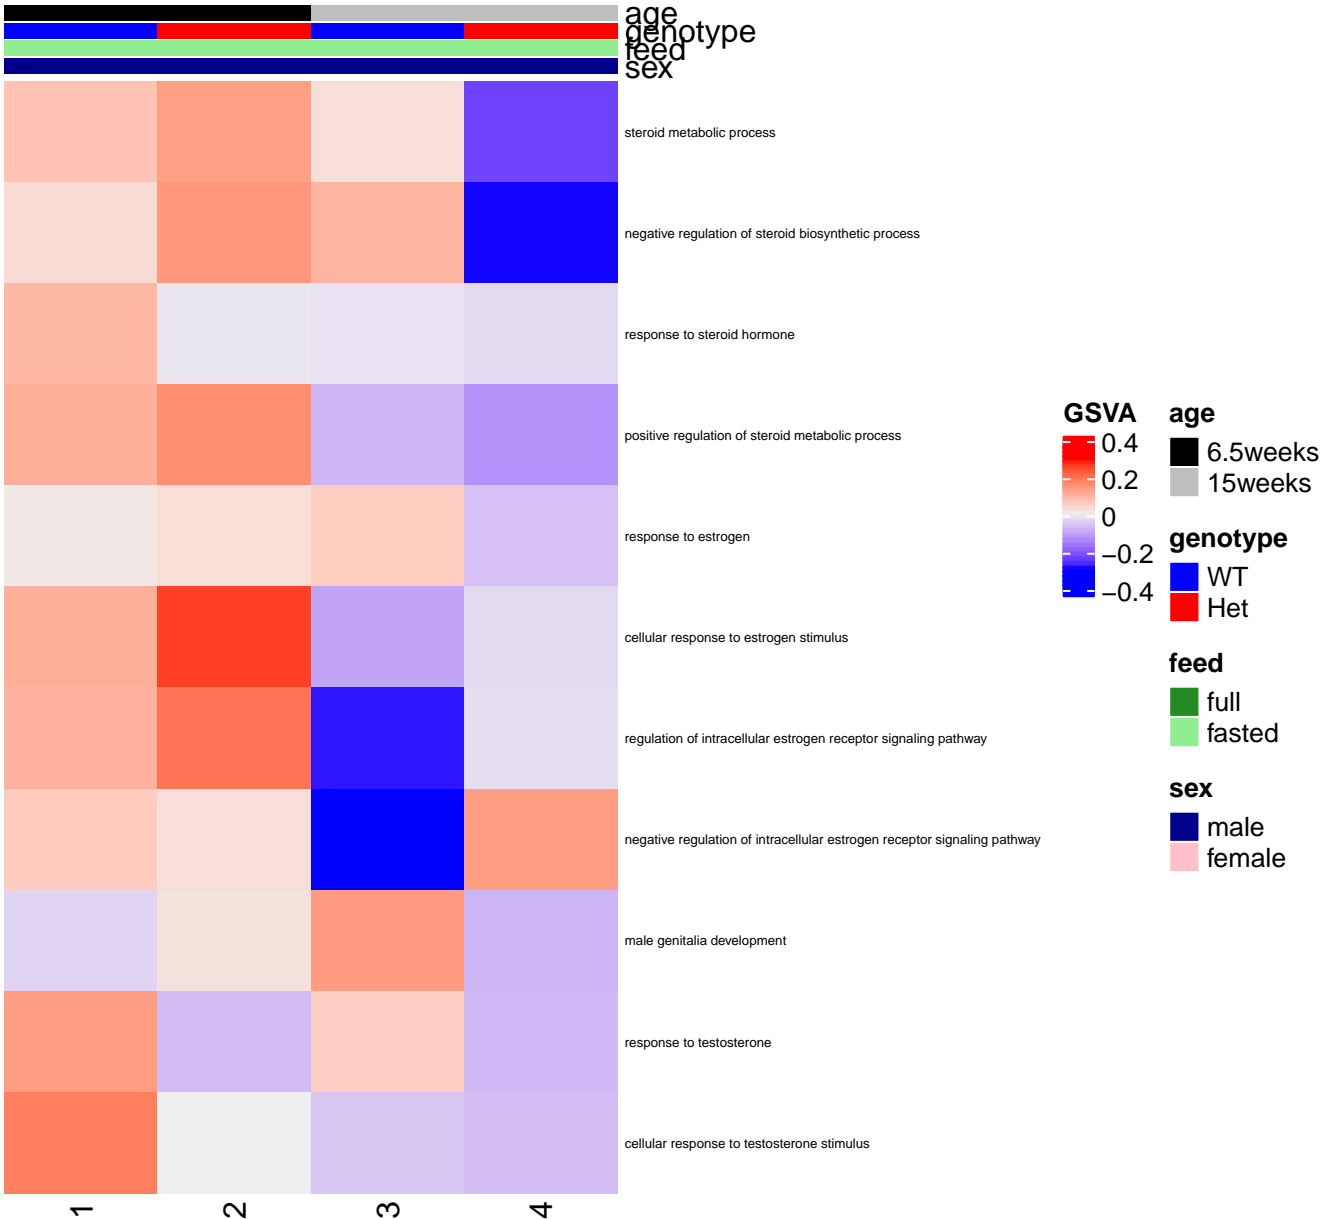 age
genotype
feed
sex
steroid metabolic process
negative regulation of steroid biosynthetic process
response to steroid hormone
positive regulation of steroid metabolic process
response to estrogen
cellular response to estrogen stimulus
regulation of intracellular estrogen receptor signaling pathway
negative regulation of intracellular estrogen receptor signaling pathway
male genitalia development
response to testosterone
cellular response to testosterone stimulus
1
2
3
4
GSVA
0.4
0.2
0
−0.2
−0.4
age
6.5weeks
15weeks
genotype
WT
Het
feed
full
fasted
sex
male
female